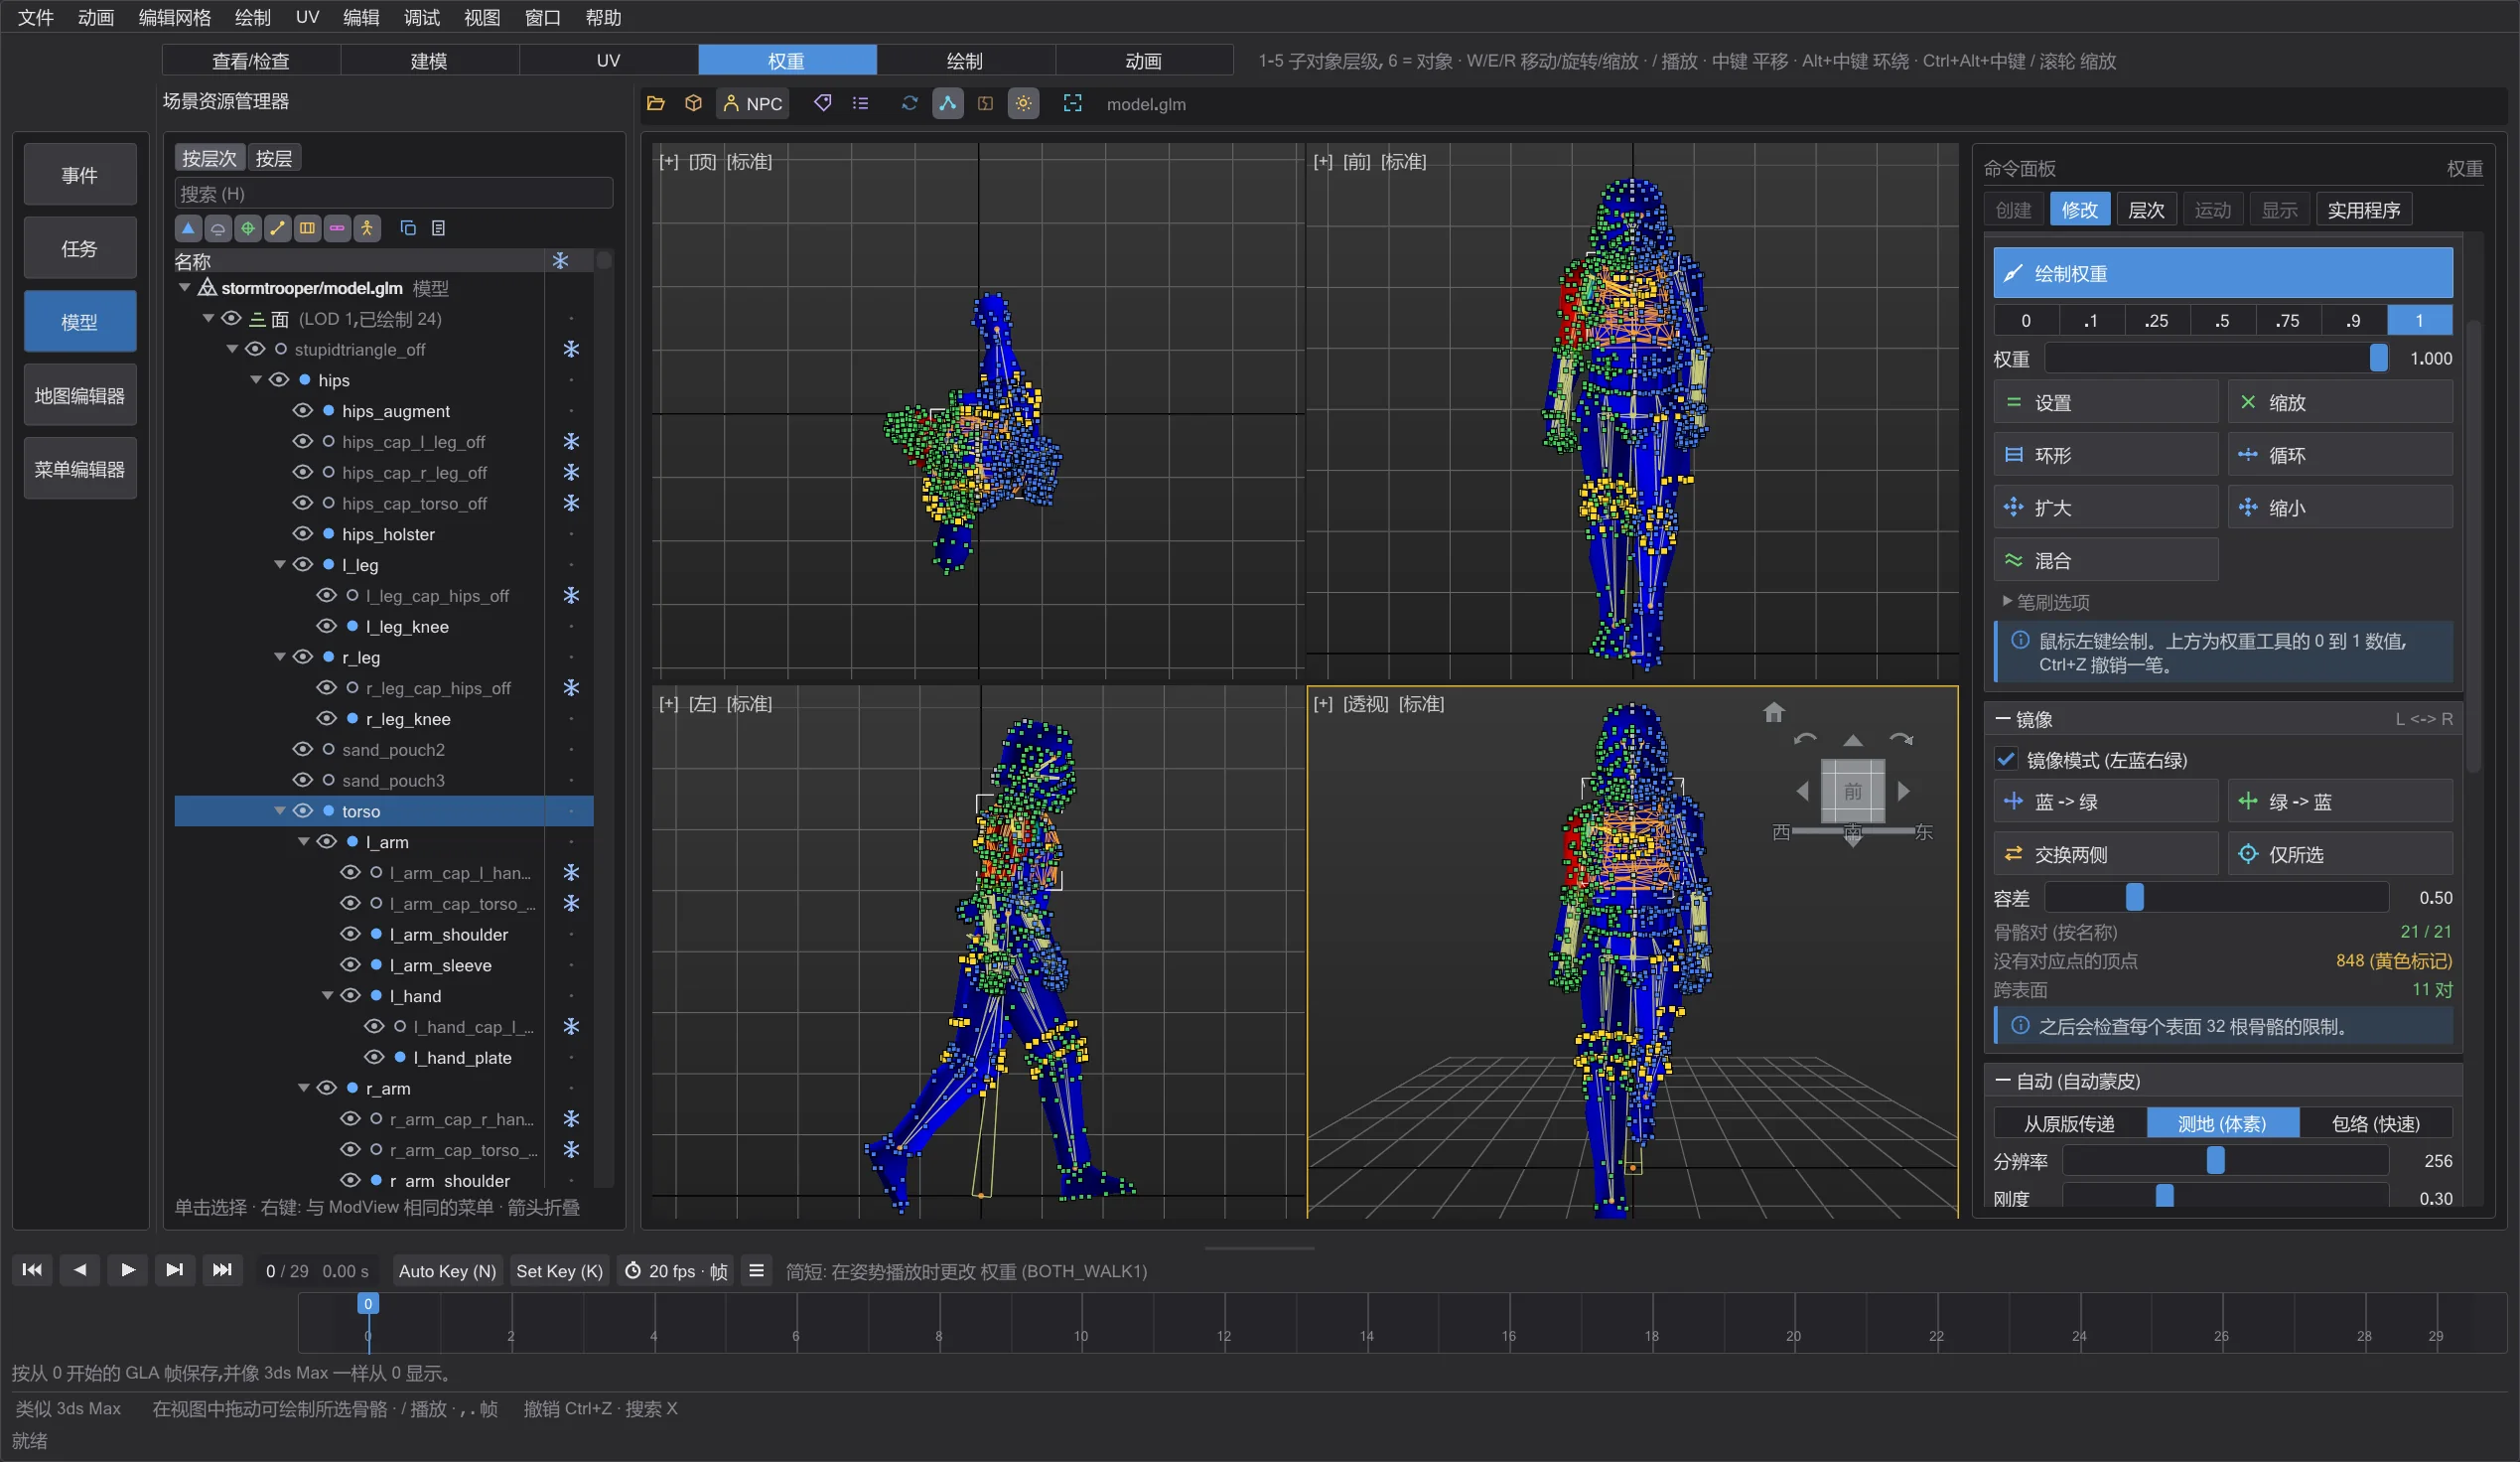 文件 动画 编辑网格 绘制 UV 编辑 调试 视图 窗口 帮助
查看/检查 建模 UV 权重 绘制 动画 1-5 子对象层级, 6 = 对象 · W/E/R 移动/旋转/缩放 · / 播放 · 中键 平移 · Alt+中键 环绕 · Ctrl+Alt+中键 / 滚轮 缩放
场景资源管理器
NPC model.glm
事件
任务
模型
地图编辑器
菜单编辑器
按层次 按层
搜索 (H)
名称
stormtrooper/model.glm 模型
面 (LOD 1,已绘制 24)
stupidtriangle_off
hips
hips_augment
hips_cap_l_leg_off
hips_cap_r_leg_off
hips_cap_torso_off
hips_holster
l_leg
l_leg_cap_hips_off
l_leg_knee
r_leg
r_leg_cap_hips_off
r_leg_knee
sand_pouch2
sand_pouch3
torso
l_arm
l_arm_cap_l_han...
l_arm_cap_torso_...
l_arm_shoulder
l_arm_sleeve
l_hand
l_hand_cap_l_...
l_hand_plate
r_arm
r_arm_cap_r_han...
r_arm_cap_torso_...
r_arm_shoulder
单击选择 · 右键: 与 ModView 相同的菜单 · 箭头折叠
[+] [顶] [标准]
[+] [前] [标准]
[+] [左] [标准]
[+] [透视] [标准]
前
西 南 东
命令面板 权重
创建 修改 层次 运动 显示 实用程序
绘制权重
0 .1 .25 .5 .75 .9 1
权重 1.000
设置 缩放
环形 循环
扩大 缩小
混合
笔刷选项
鼠标左键绘制。上方为权重工具的 0 到 1 数值,
Ctrl+Z 撤销一笔。
镜像 L <-> R
镜像模式 (左蓝右绿)
蓝 -> 绿 绿 -> 蓝
交换两侧 仅所选
容差 0.50
骨骼对 (按名称) 21 / 21
没有对应点的顶点 848 (黄色标记)
跨表面 11 对
之后会检查每个表面 32 根骨骼的限制。
自动 (自动蒙皮)
从原版传递 测地 (体素) 包络 (快速)
分辨率 256
刚度 0.30
0 / 29 0.00 s Auto Key (N) Set Key (K) 20 fps · 帧 简短: 在姿势播放时更改 权重 (BOTH_WALK1)
0
0 2 4 6 8 10 12 14 16 18 20 22 24 26 28 29
按从 0 开始的 GLA 帧保存,并像 3ds Max 一样从 0 显示。
类似 3ds Max 在视图中拖动可绘制所选骨骼 · / 播放 · , . 帧 撤销 Ctrl+Z · 搜索 X
就绪